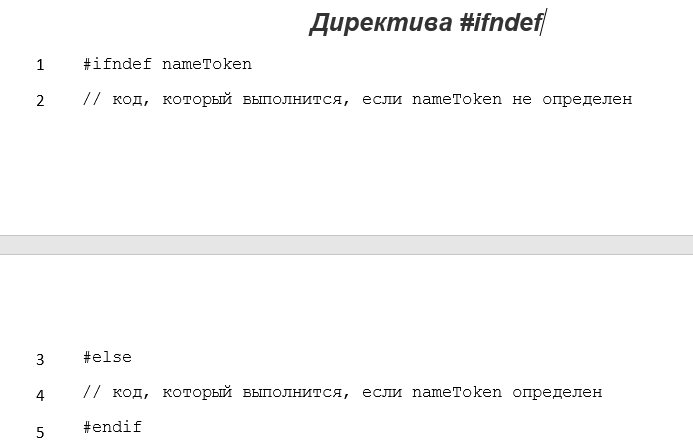 Директива #ifndef
1 #ifndef nameToken
2 // код, который выполнится, если nameToken не определен
3 #else
4 // код, который выполнится, если nameToken определен
5 #endif